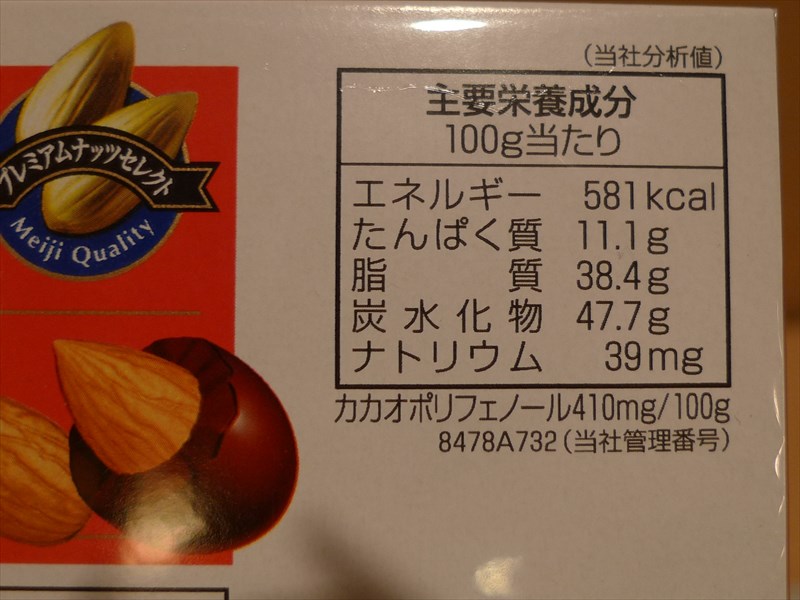 プレミアムナッツセレクト
Meiji Quality
(当社分析値)
主要栄養成分
100g当たり
エネルギー 581kcal
たんぱく質 11.1g
脂質 38.4g
炭水化物 47.7g
ナトリウム 39mg
カカオポリフェノール410mg/100g
8478A732(当社管理番号)